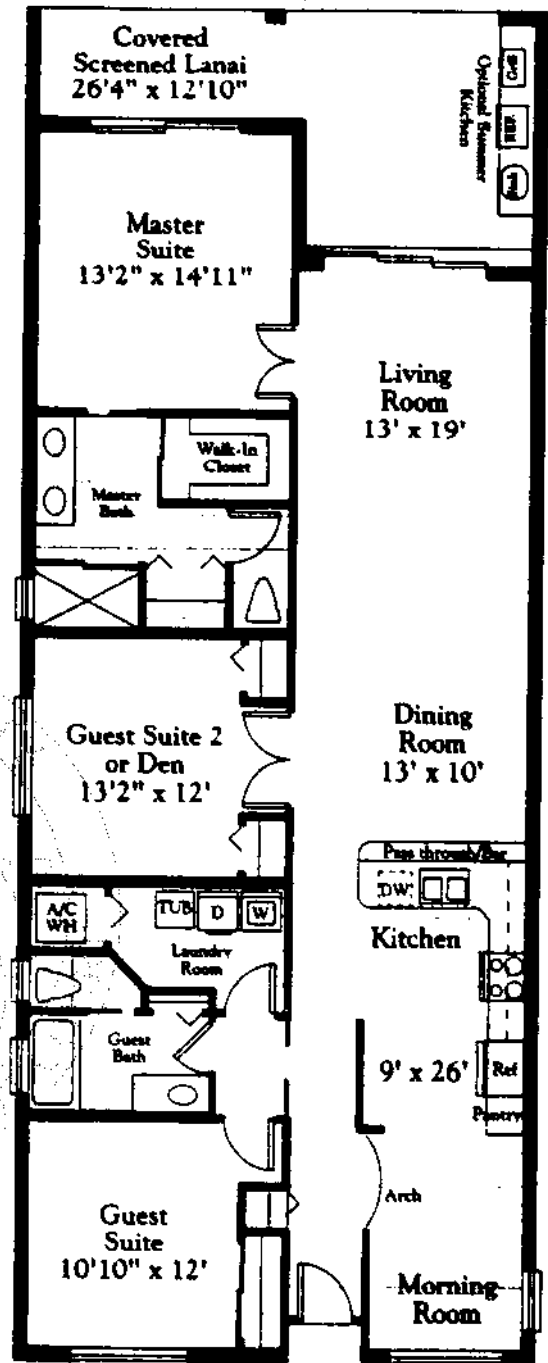 Covered
Screened Lanai
26'4" x 12'10"
Optional Summer
Kitchen
Grill
REF.
Sink
Master
Suite
13'2" x 14'11"
Living
Room
13' x 19'
Walk-In
Closet
Master
Bath
Guest Suite 2
or Den
13'2" x 12'
Dining
Room
13' x 10'
Pass through/Bar
DW
A/C
WH
TUB
D
W
Laundry
Room
Kitchen
Guest
Bath
9' x 26'
Ref
Pantry
Arch
Guest
Suite
10'10" x 12'
Morning
Room